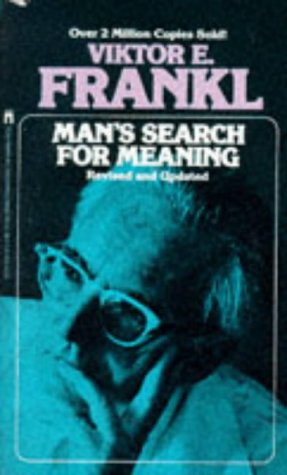 Over 2 Million Copies Sold!
VIKTOR E.
FRANKL
MAN'S SEARCH
FOR MEANING
Revised and Updated